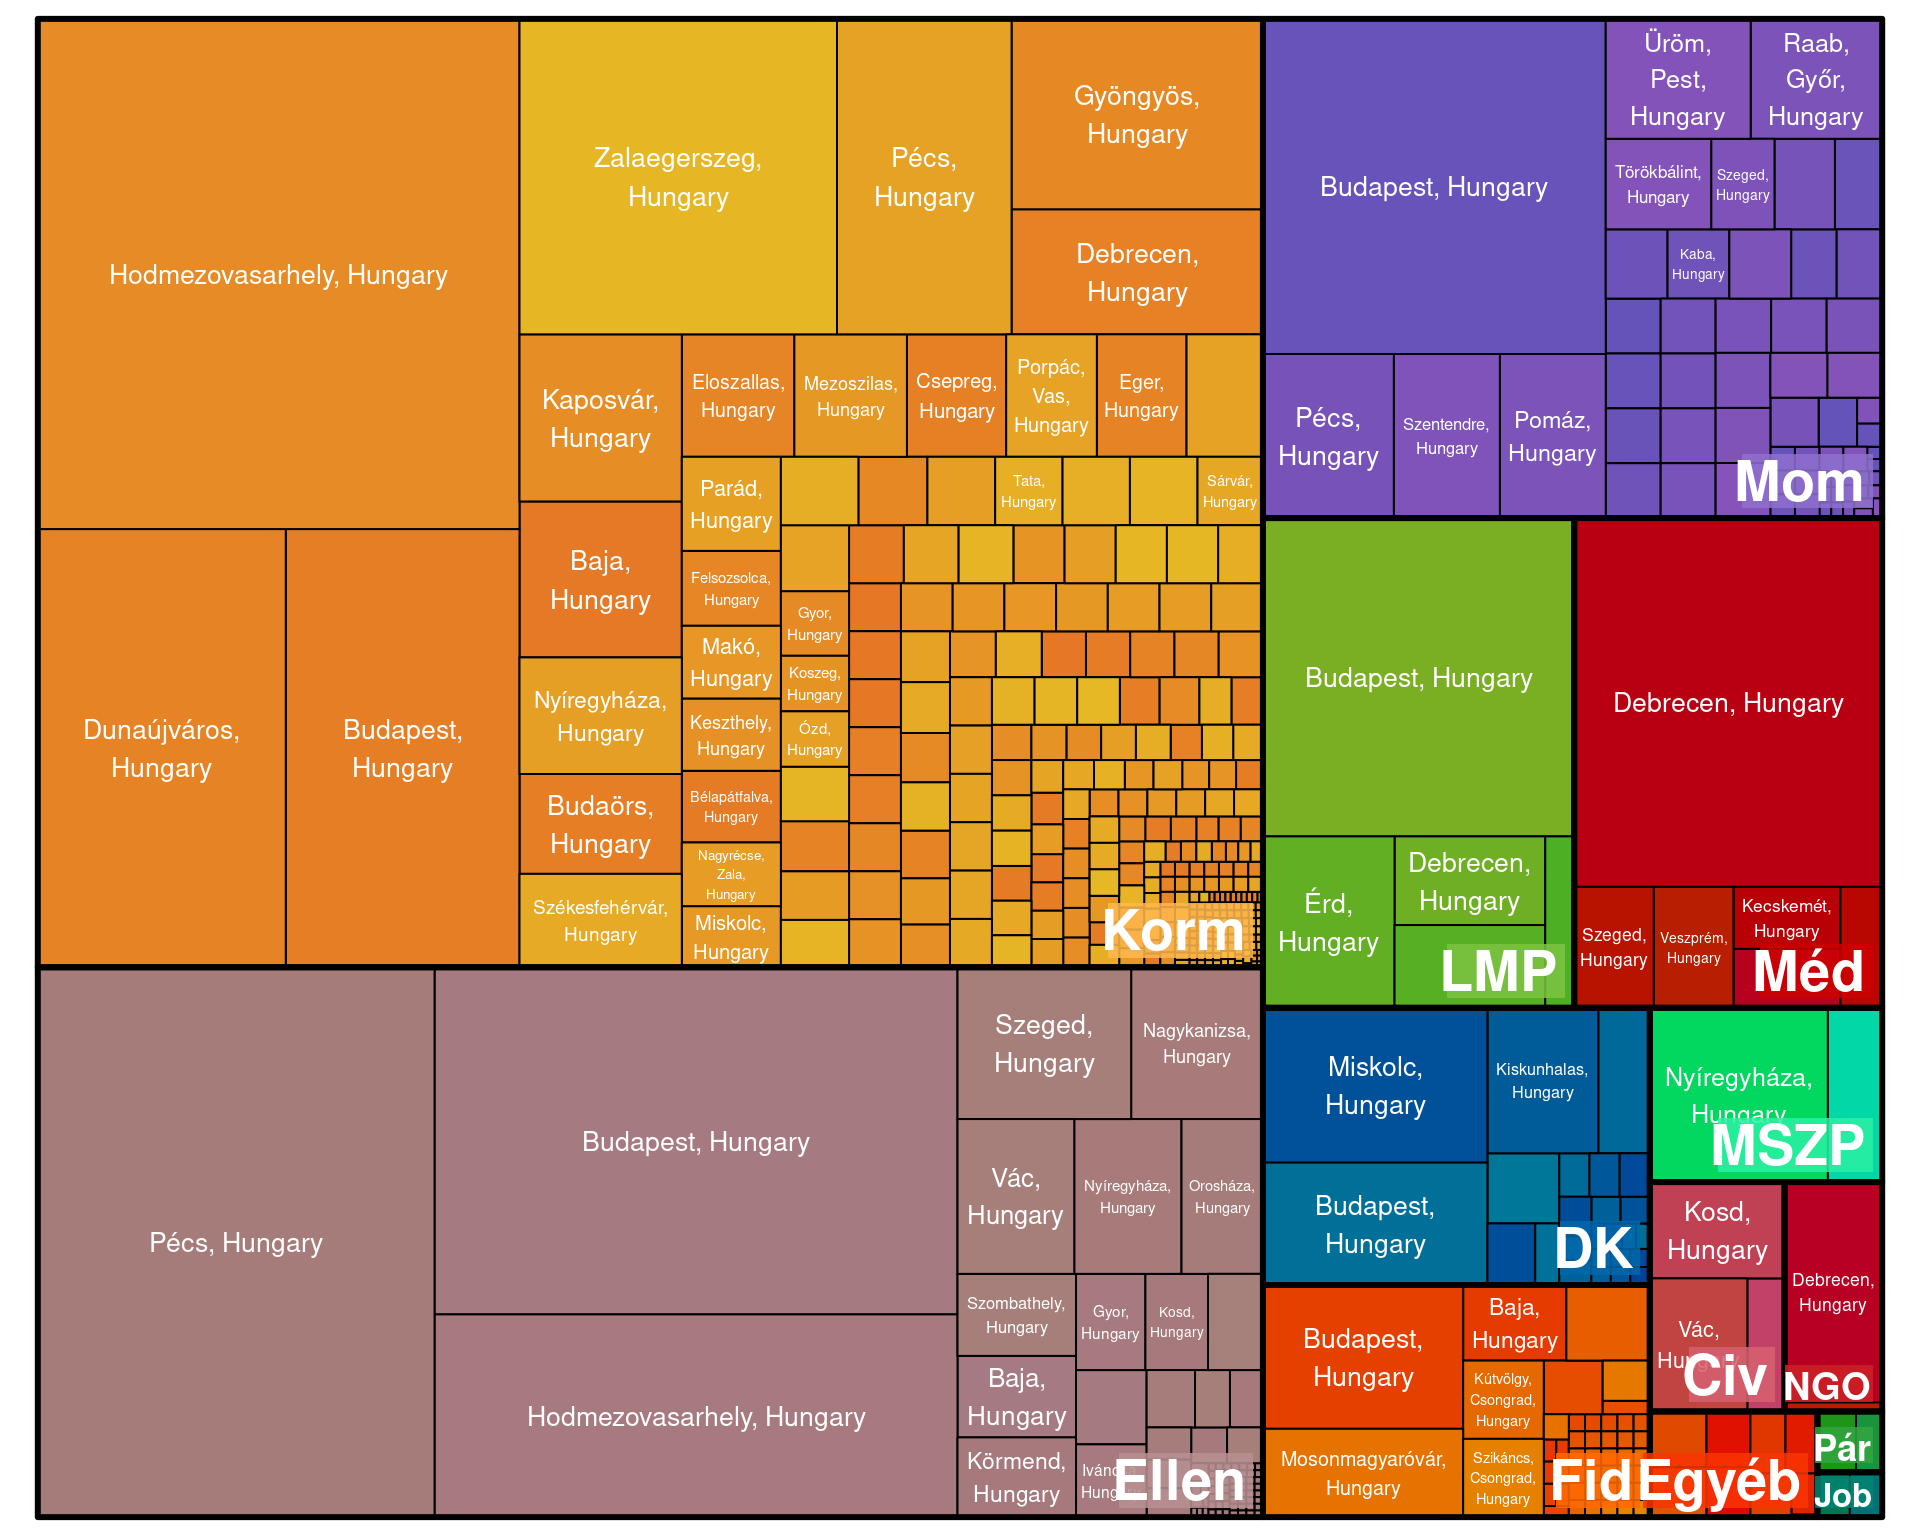 Hodmezovasarhely, Hungary
Dunaújváros,
Hungary
Budapest,
Hungary
Zalaegerszeg,
Hungary
Pécs,
Hungary
Gyöngyös,
Hungary
Debrecen,
Hungary
Kaposvár,
Hungary
Baja,
Hungary
Nyíregyháza,
Hungary
Budaörs,
Hungary
Székesfehérvár,
Hungary
Eloszallas,
Hungary
Mezoszilas,
Hungary
Csepreg,
Hungary
Porpác,
Vas,
Hungary
Eger,
Hungary
Parád,
Hungary
Felsozsolca,
Hungary
Makó,
Hungary
Keszthely,
Hungary
Bélapátfalva,
Hungary
Nagyrécse,
Zala,
Hungary
Miskolc,
Hungary
Tata,
Hungary
Sárvár,
Hungary
Gyor,
Hungary
Koszeg,
Hungary
Ózd,
Hungary
Korm
Pécs, Hungary
Budapest, Hungary
Hodmezovasarhely, Hungary
Szeged,
Hungary
Nagykanizsa,
Hungary
Vác,
Hungary
Nyíregyháza,
Hungary
Orosháza,
Hungary
Szombathely,
Hungary
Gyor,
Hungary
Kosd,
Hungary
Baja,
Hungary
Körmend,
Hungary
Ellen
Budapest, Hungary
Üröm,
Pest,
Hungary
Raab,
Győr,
Hungary
Törökbálint,
Hungary
Szeged,
Hungary
Kaba,
Hungary
Pécs,
Hungary
Szentendre,
Hungary
Pomáz,
Hungary
Mom
Budapest, Hungary
Érd,
Hungary
Debrecen,
Hungary
LMP
Debrecen, Hungary
Szeged,
Hungary
Veszprém,
Hungary
Kecskemét,
Hungary
Méd
Miskolc,
Hungary
Kiskunhalas,
Hungary
Budapest,
Hungary
DK
Nyíregyháza,
Hungary
MSZP
Kosd,
Hungary
Vác,
Civ
Debrecen,
Hungary
NGO
Budapest,
Hungary
Baja,
Hungary
Kútvölgy,
Csongrad,
Hungary
Mosonmagyaróvár,
Hungary
Szikáncs,
Csongrad,
Hungary
Fid
Egyéb
Pár
Job